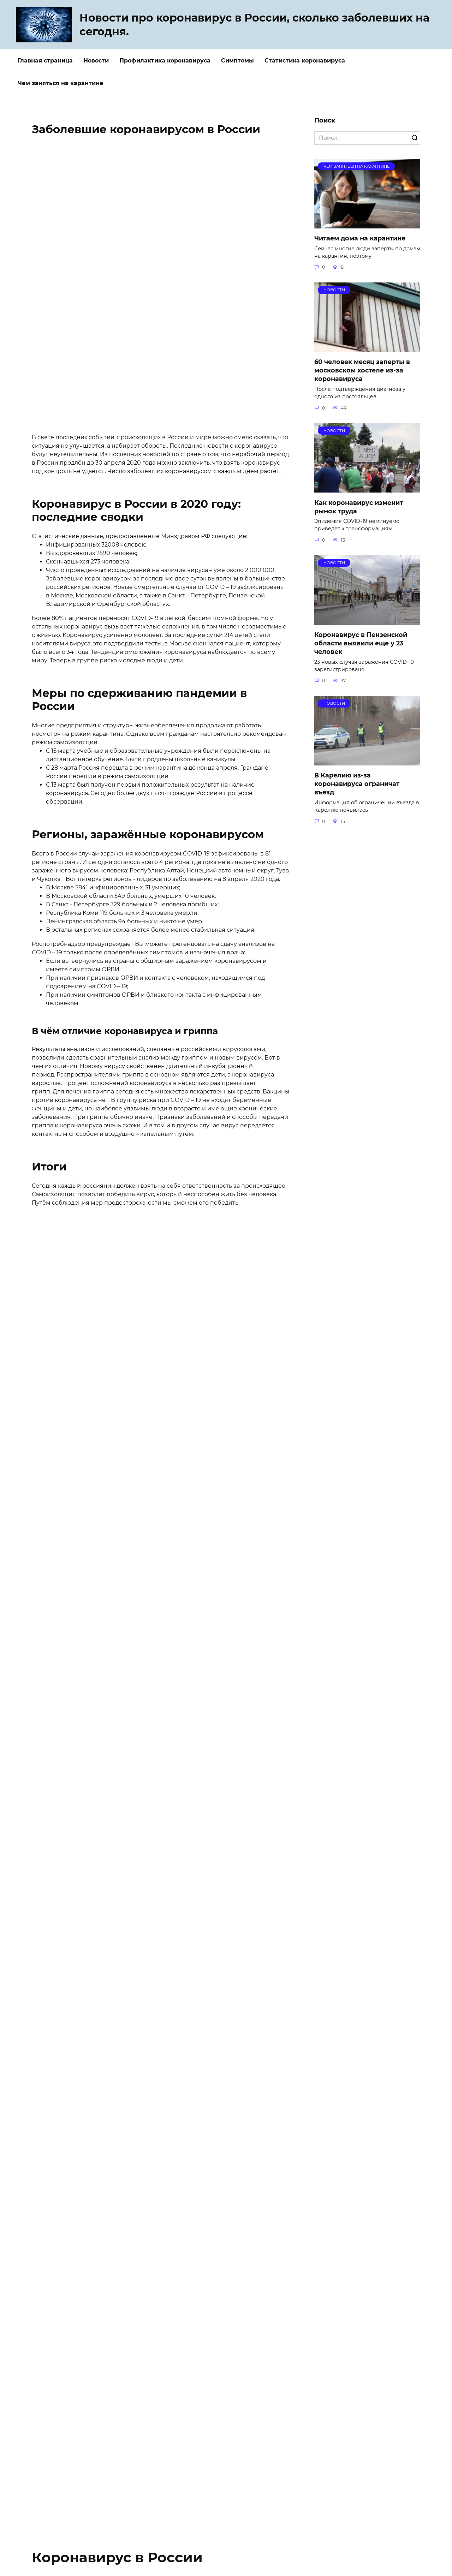 Новости про коронавирус в России, сколько заболевших на
сегодня.
Главная страница
Новости
Профилактика коронавируса
Симптомы
Статистика коронавируса
Чем заняться на карантине
Заболевшие коронавирусом в России
В свете последних событий, происходящих в России и мире можно смело сказать, что
ситуация не улучшается, а набирает обороты. Последние новости о коронавирусе
будут неутешительны. Из последних новостей по стране о том, что нерабочий период
в России продлён до 30 апреля 2020 года можно заключить, что взять коронавирус
под контроль не удаётся. Число заболевших коронавирусом с каждым днём растёт.
Коронавирус в России в 2020 году:
последние сводки
Статистические данные, предоставленные Минздравом РФ следующие:
Инфицированных 32008 человек;
Выздоровевших 2590 человек;
Скончавшихся 273 человека;
Число проведённых исследований на наличие вируса – уже около 2 000 000.
Заболевшие коронавирусом за последние двое суток выявлены в большинстве
российских регионов. Новые смертельные случаи от COVID – 19 зафиксированы
в Москве, Московской области, а также в Санкт – Петербурге, Пензенской
Владимирской и Оренбургской областях.
Более 80% пациентов переносят COVID-19 в легкой, бессимптомной форме. Но у
остальных коронавирус вызывает тяжёлые осложнения, в том числе несовместимые
с жизнью. Коронавирус усиленно молодеет. За последние сутки 214 детей стали
носителями вируса, это подтвердили тесты, в Москве скончался пациент, которому
было всего 34 года. Тенденция омоложения коронавируса наблюдается по всему
миру. Теперь в группе риска молодые люди и дети.
Меры по сдерживанию пандемии в
России
Многие предприятия и структуры жизнеобеспечения продолжают работать
несмотря на режим карантина. Однако всем гражданам настоятельно рекомендован
режим самоизоляции.
С 15 марта учебные и образовательные учреждения были переключены на
дистанционное обучение. Были продлены школьные каникулы.
С 28 марта Россия перешла в режим карантина до конца апреля. Граждане
России перешли в режим самоизоляции.
С 13 марта был получен первый положительных результат на наличие
коронавируса. Сегодня более двух тысяч граждан России в процессе
обсервации.
Регионы, заражённые коронавирусом
Всего в России случаи заражения коронавирусом COVID-19 зафиксированы в 81
регионе страны. И сегодня осталось всего 4 региона, где пока не выявлено ни одного
зараженного вирусом человека: Республика Алтай, Ненецкий автономный округ, Тува
и Чукотка. Вот пятёрка регионов - лидеров по заболеванию на 8 апреля 2020 года.
В Москве 5841 инфицированных, 31 умерших;
В Московской области 549 больных, умерших 10 человек;
В Санкт - Петербурге 329 больных и 2 человека погибших;
Республика Коми 119 больных и 3 человека умерли;
Ленинградская область 94 больных и никто не умер.
В остальных регионах сохраняется белее менее стабильная ситуация.
Роспотребнадзор предупреждает Вы можете претендовать на сдачу анализов на
COVID – 19 только после определённых симптомов и назначения врача:
Если вы вернулись из страны с обширным заражением коронавирусом и
имеете симптомы ОРВИ;
При наличии признаков ОРВИ и контакта с человеком, находящимся под
подозрением на COVID – 19;
При наличии симптомов ОРВИ и близкого контакта с инфицированным
человеком.
В чём отличие коронавируса и гриппа
Результаты анализов и исследований, сделанные российскими вирусологами,
позволили сделать сравнительный анализ между гриппом и новым вирусом. Вот в
чём их отличия: Новому вирусу свойственен длительный инкубационный
период. Распространителями гриппа в основном являются дети, а коронавируса –
взрослые. Процент осложнений коронавируса в несколько раз превышает
грипп. Для лечения гриппа сегодня есть множество лекарственных средств. Вакцины
против коронавируса нет. В группу риска при COVID – 19 не входят беременные
женщины и дети, но наиболее уязвимы люди в возрасте и имеющие хронические
заболевания. При гриппе обычно иначе. Признаки заболеваний и способы передачи
гриппа и коронавируса очень схожи. И в том и в другом случае вирус передаётся
контактным способом и воздушно – капельным путём.
Итоги
Сегодня каждый россиянин должен взять на себя ответственность за происходящее.
Самоизоляция позволит победить вирус, который неспособен жить без человека.
Путём соблюдения мер предосторожности мы сможем его победить.
Коронавирус в России
Поиск
Поиск…
ЧЕМ ЗАНЯТЬСЯ НА КАРАНТИНЕ
Читаем дома на карантине
Сейчас многие люди заперты по домам
на карантин, поэтому
0 8
НОВОСТИ
60 человек месяц заперты в
московском хостеле из-за
коронавируса
После подтверждения диагноза у
одного из постояльцев
0 44
НОВОСТИ
I NEED
A JOB
Как коронавирус изменит
рынок труда
Эпидемия COVID-19 неминуемо
приведет к трансформациям
0 13
НОВОСТИ
Коронавирус в Пензенской
области выявили еще у 23
человек
23 новых случая заражения COVID-19
зарегистрировано
0 37
НОВОСТИ
В Карелию из-за
коронавируса ограничат
въезд
Информация об ограничении въезда в
Карелию появилась
0 15